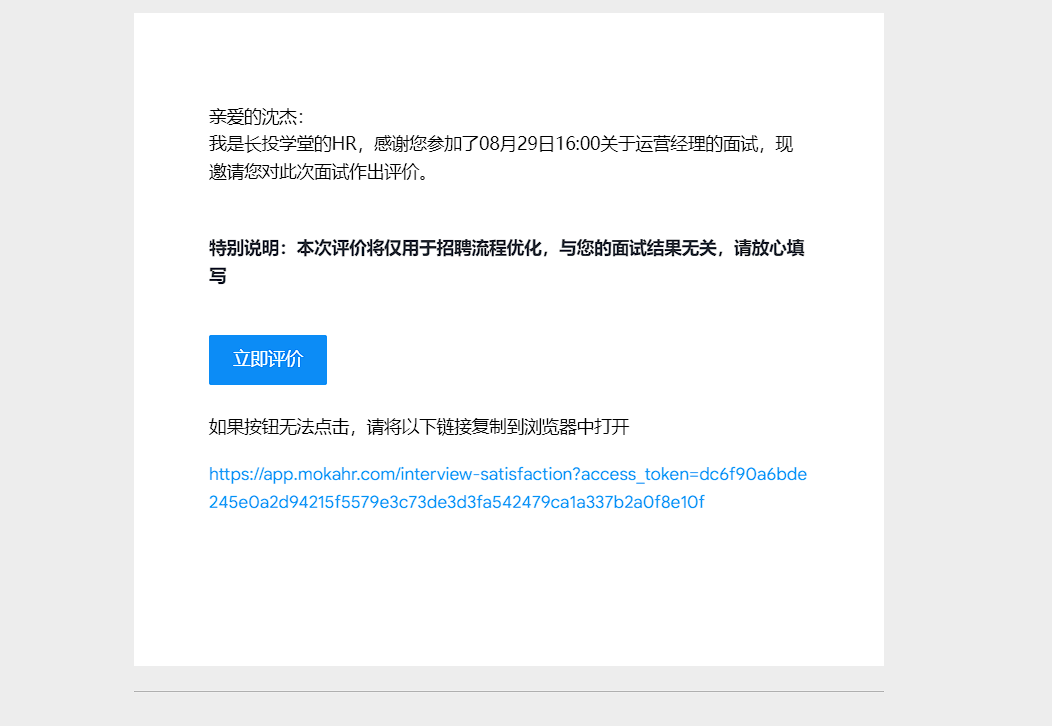 亲爱的沈杰：
我是长投学堂的HR，感谢您参加了08月29日16:00关于运营经理的面试，现
邀请您对此次面试作出评价。
特别说明：本次评价将仅用于招聘流程优化，与您的面试结果无关，请放心填
写
立即评价
如果按钮无法点击，请将以下链接复制到浏览器中打开
https://app.mokahr.com/interview-satisfaction?access_token=dc6f90a6bde
245e0a2d94215f5579e3c73de3d3fa542479ca1a337b2a0f8e10f